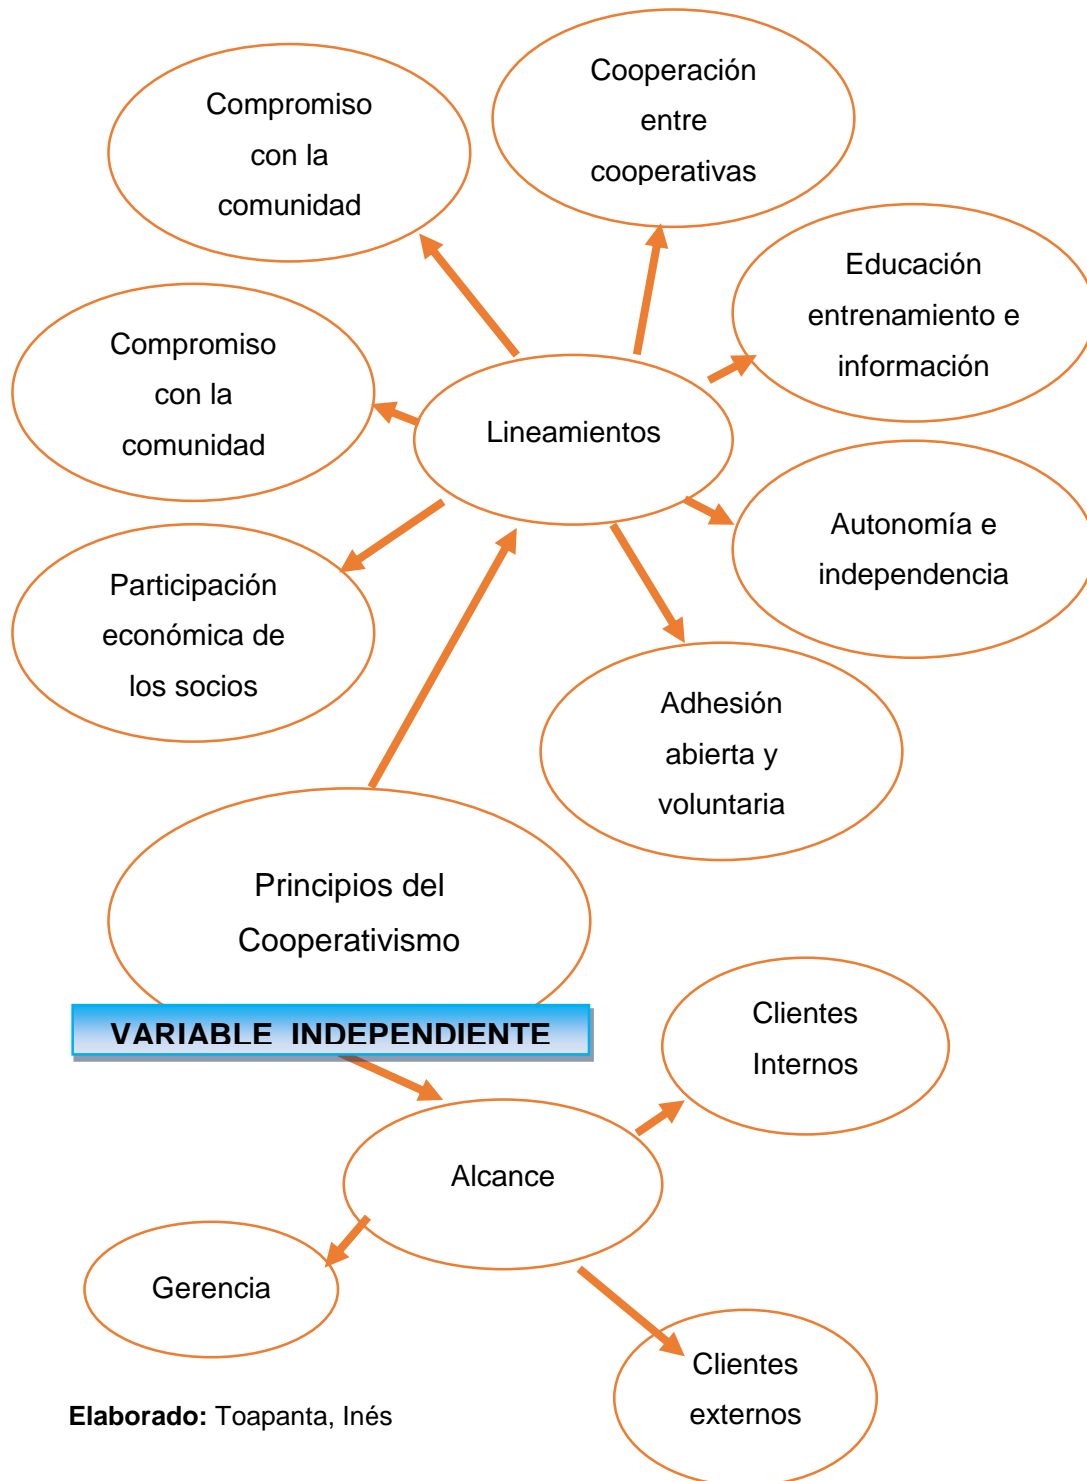 Cooperación
entre
cooperativas
Compromiso
con la
comunidad
Educación
entrenamiento e
información
Compromiso
con la
comunidad
Lineamientos
Autonomía e
independencia
Participación
económica de
los socios
Adhesión
abierta y
voluntaria
Principios del
Cooperativismo
VARIABLE INDEPENDIENTE
Clientes
Internos
Alcance
Gerencia
Clientes
externos
Elaborado: Toapanta, Inés